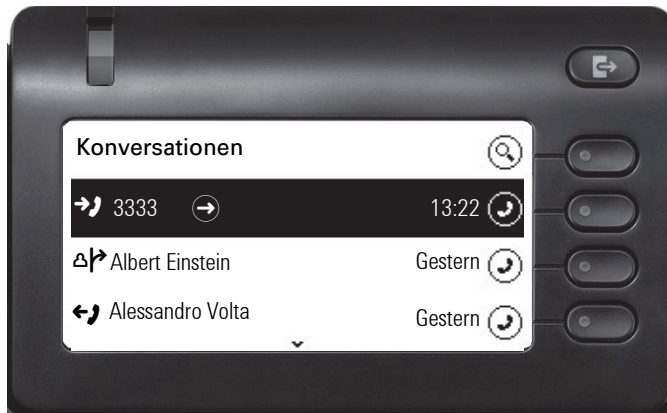 Konversationen
3333 13:22
Albert Einstein Gestern
Alessandro Volta Gestern